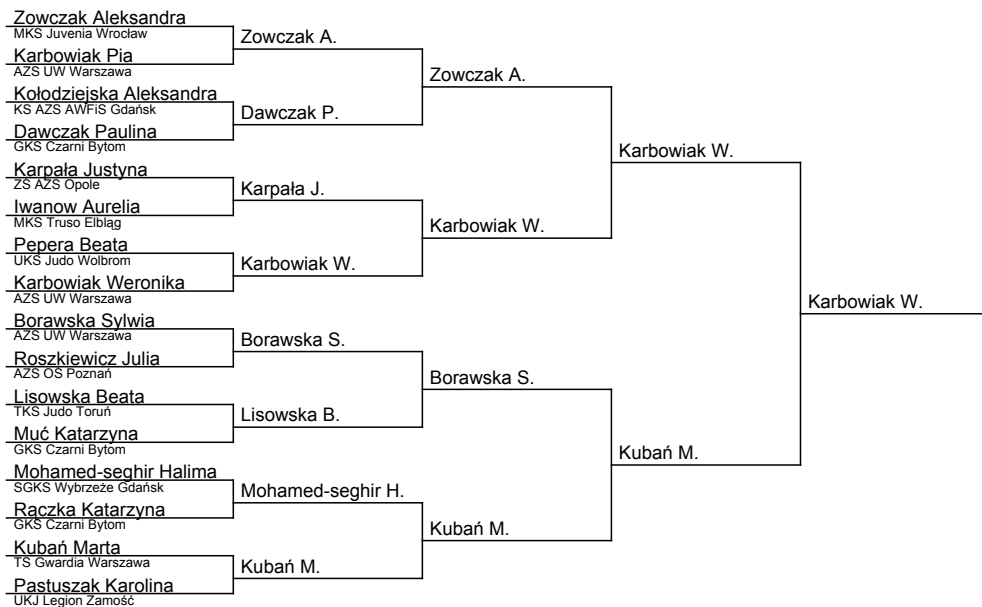 Zowczak Aleksandra
MKS Juvenia Wrocław
Karbowiak Pia
AZS UW Warszawa
Kołodziejska Aleksandra
KS AZS AWFiS Gdańsk
Dawczak Paulina
GKS Czarni Bytom
Karpała Justyna
ZS AZS Opole
Iwanow Aurelia
MKS Truso Elbląg
Pepera Beata
UKS Judo Wolbrom
Karbowiak Weronika
AZS UW Warszawa
Borawska Sylwia
AZS UW Warszawa
Roszkiewicz Julia
AZS OŚ Poznań
Lisowska Beata
TKS Judo Toruń
Muć Katarzyna
GKS Czarni Bytom
Mohamed-seghir Halima
SGKS Wybrzeże Gdańsk
Rączka Katarzyna
GKS Czarni Bytom
Kubań Marta
TS Gwardia Warszawa
Pastuszak Karolina
UKJ Legion Zamość
Zowczak A.
Dawczak P.
Karpała J.
Karbowiak W.
Borawska S.
Lisowska B.
Mohamed-seghir H.
Kubań M.
Zowczak A.
Karbowiak W.
Borawska S.
Kubań M.
Karbowiak W.
Kubań M.
Karbowiak W.